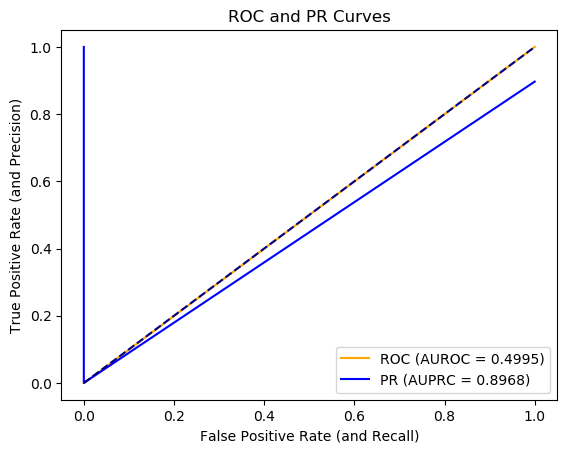 ROC and PR Curves
True Positive Rate (and Precision)
1.0
0.8
0.6
0.4
0.2
0.0
0.0 0.2 0.4 0.6 0.8 1.0
False Positive Rate (and Recall)
ROC (AUROC = 0.4995)
PR (AUPRC = 0.8968)